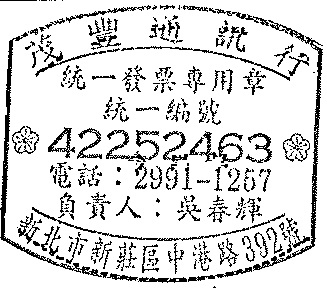 茂豐通訊行
統一發票專用章
統一編號
42252463
電話：2991-1257
負責人：吳春輝
新北市新莊區中港路392號